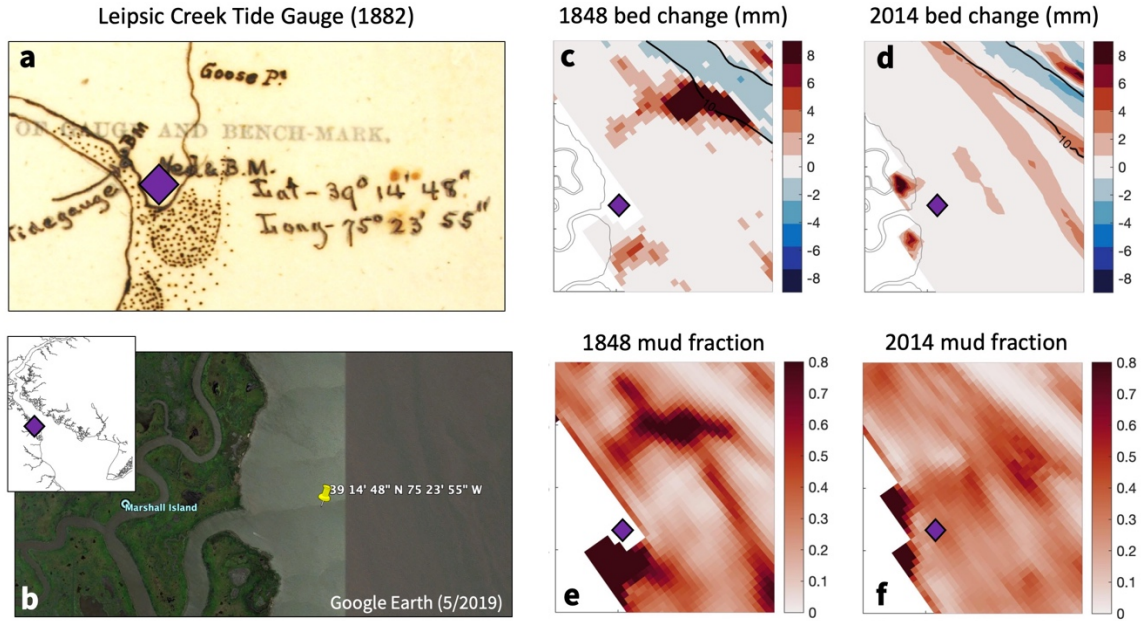 Leipsic Creek Tide Gauge (1882)
1848 bed change (mm)
2014 bed change (mm)
a
Goose Pt
OF GAUGE AND BENCH-MARK.
B.M.
Lat - 39° 14' 48"
Long - 75° 23' 55"
Tidegauge
BM
c
10
8
6
4
2
0
-2
-4
-6
-8
d
10
8
6
4
2
0
-2
-4
-6
-8
1848 mud fraction
2014 mud fraction
39 14' 48" N 75 23' 55" W
Marshall Island
b
Google Earth (5/2019)
e
0.8
0.7
0.6
0.5
0.4
0.3
0.2
0.1
0
f
0.8
0.7
0.6
0.5
0.4
0.3
0.2
0.1
0